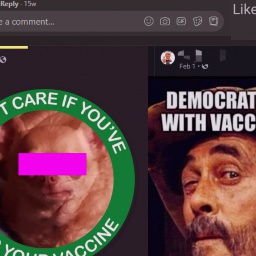 Reply · 15w
e a comment...
Like
Feb 1 ·
T CARE IF YOU'VE
YOUR VACCINE
DEMOCRAT
WITH VACC